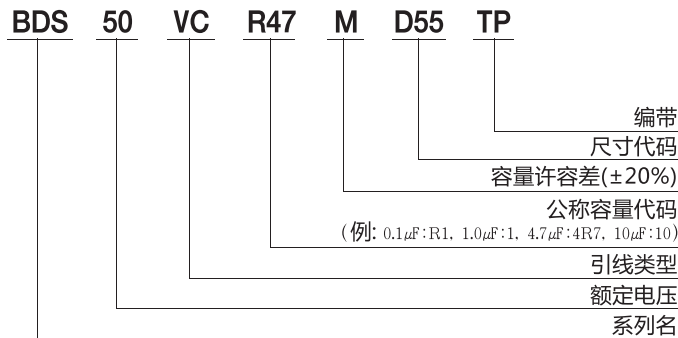 BDS 50 VC R47 M D55 TP
编带
尺寸代码
容量许容差(±20%)
公称容量代码
(例: 0.1μF:R1, 1.0μF:1, 4.7μF:4R7, 10μF:10)
引线类型
额定电压
系列名